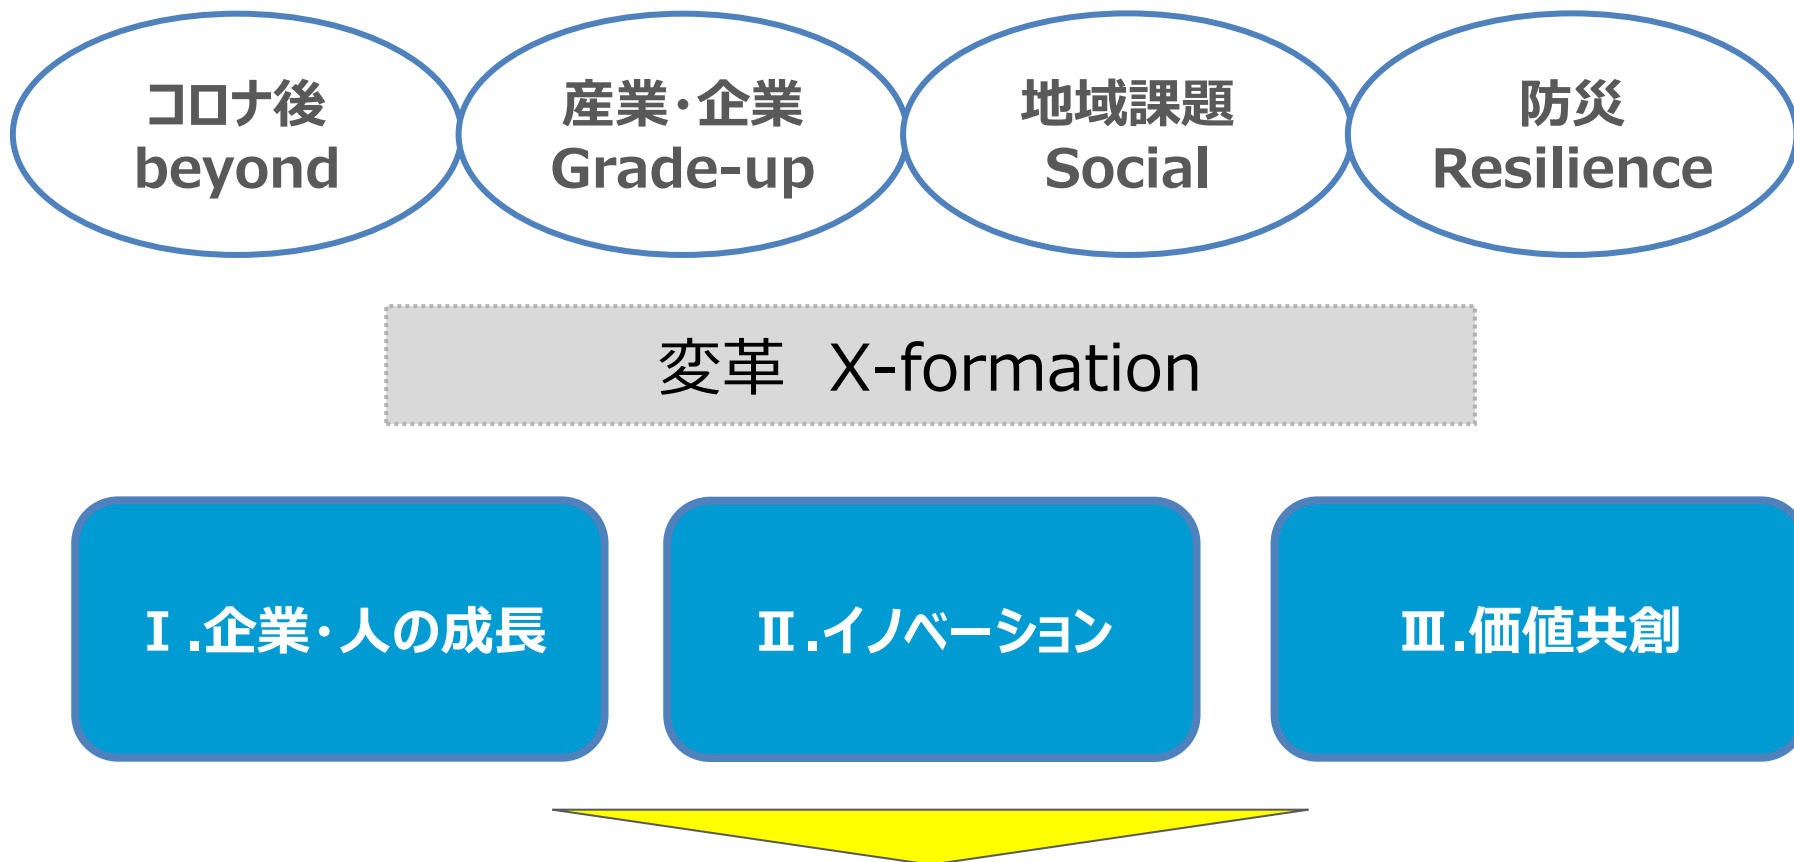 コロナ後
beyond
産業・企業
Grade-up
地域課題
Social
防災
Resilience
変革　X-formation
Ⅰ.企業・人の成長
Ⅱ.イノベーション
Ⅲ.価値共創